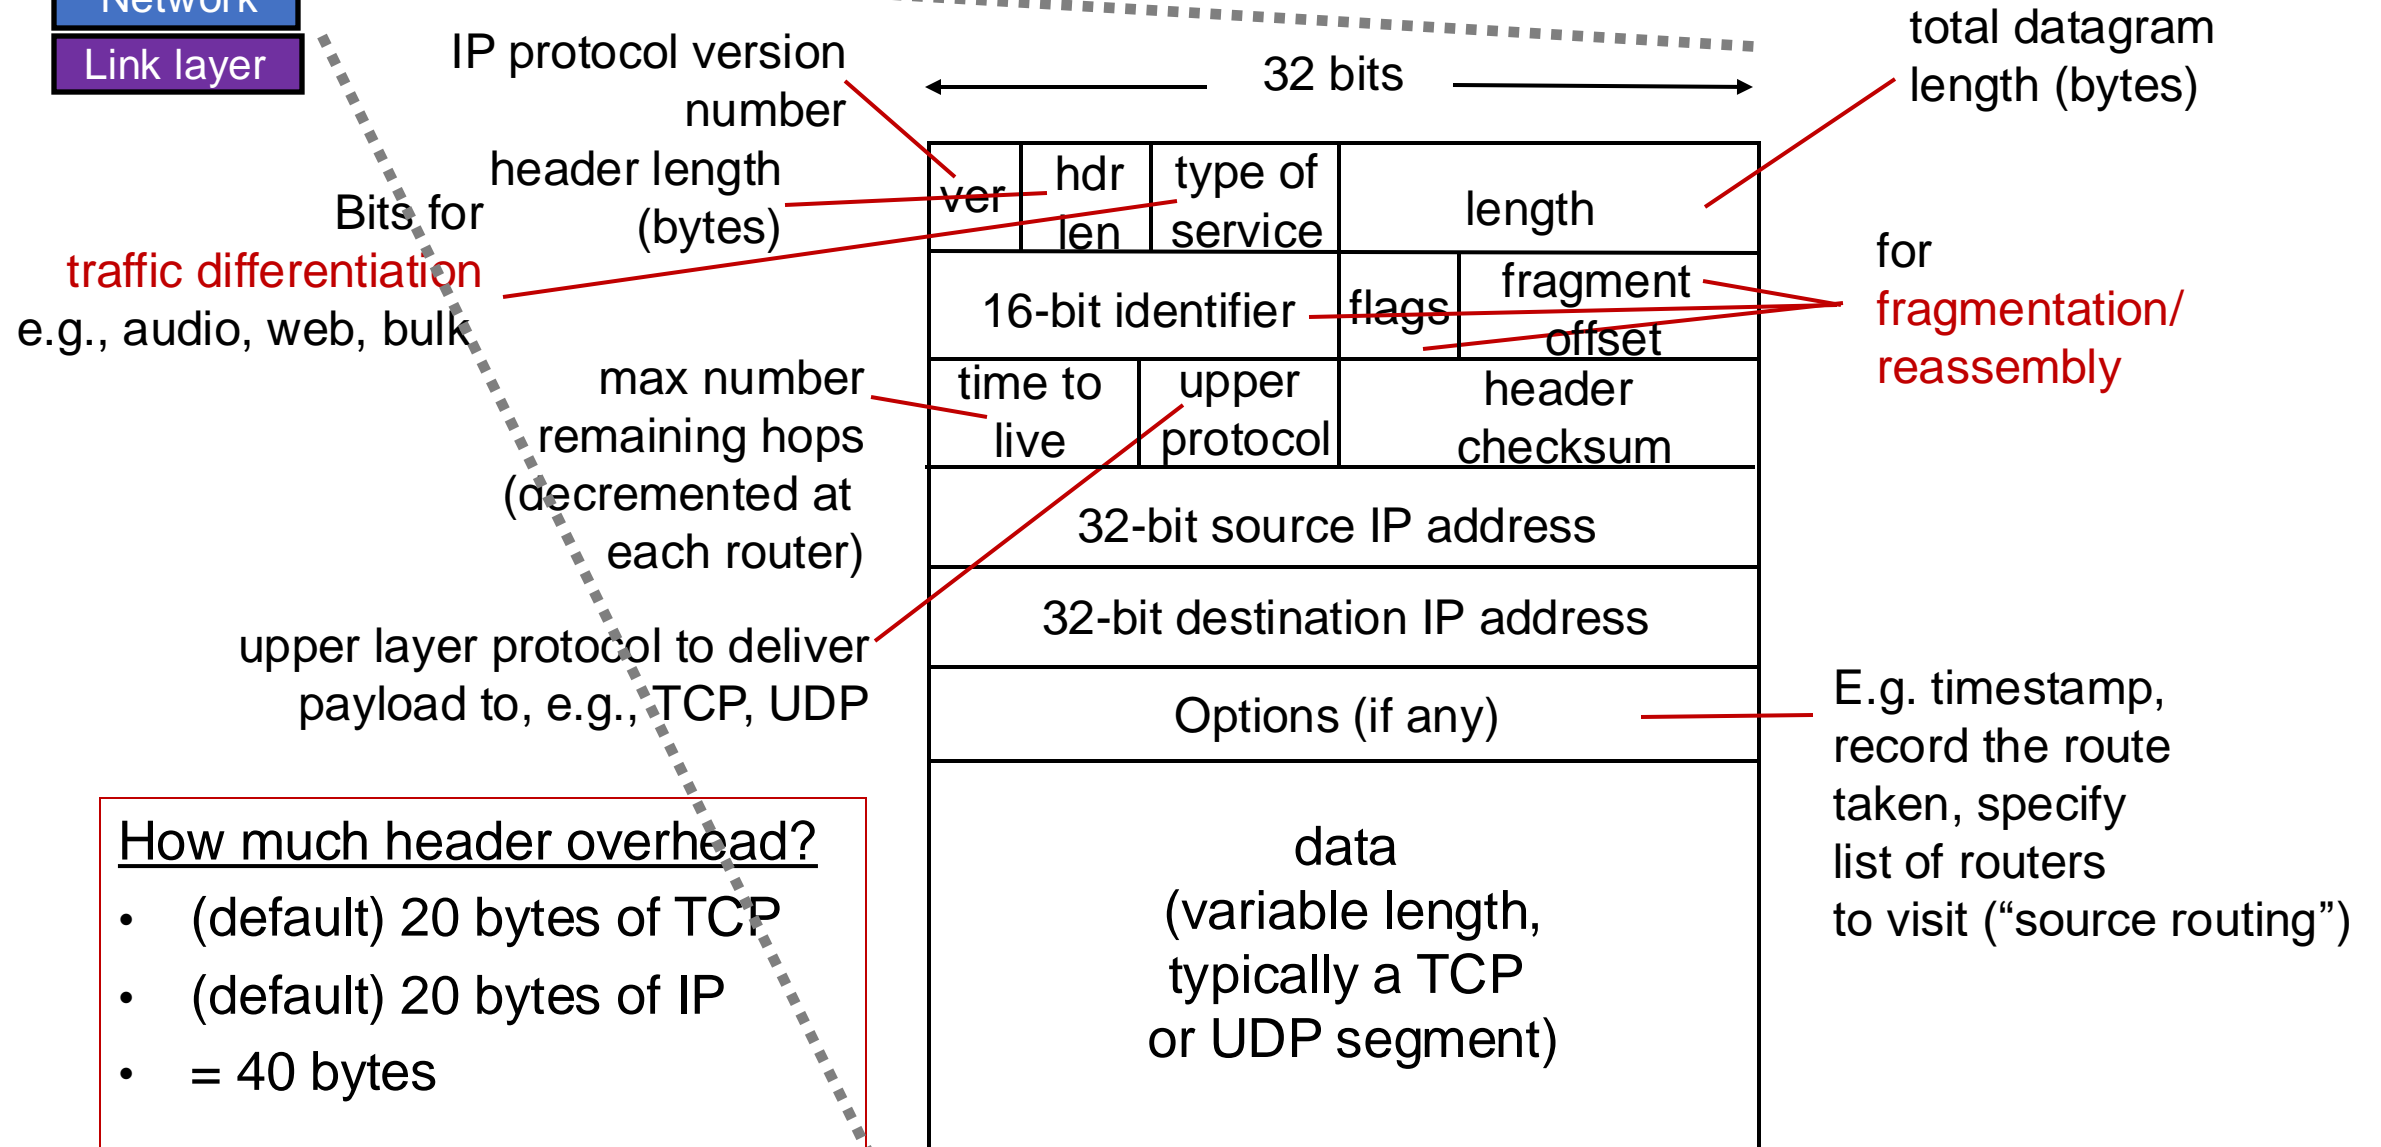 Network
Link layer
IP protocol version
number
32 bits
total datagram
length (bytes)
header length
(bytes)
Bits for
traffic differentiation
e.g., audio, web, bulk
ver
hdr
len
type of
service
length
16-bit identifier
flags
fragment
offset
for
fragmentation/
reassembly
max number
remaining hops
(decremented at
each router)
time to
live
upper
protocol
header
checksum
32-bit source IP address
32-bit destination IP address
upper layer protocol to deliver
payload to, e.g., TCP, UDP
Options (if any)
E.g. timestamp,
record the route
taken, specify
list of routers
to visit (“source routing”)
How much header overhead?
• (default) 20 bytes of TCP
• (default) 20 bytes of IP
• = 40 bytes
data
(variable length,
typically a TCP
or UDP segment)